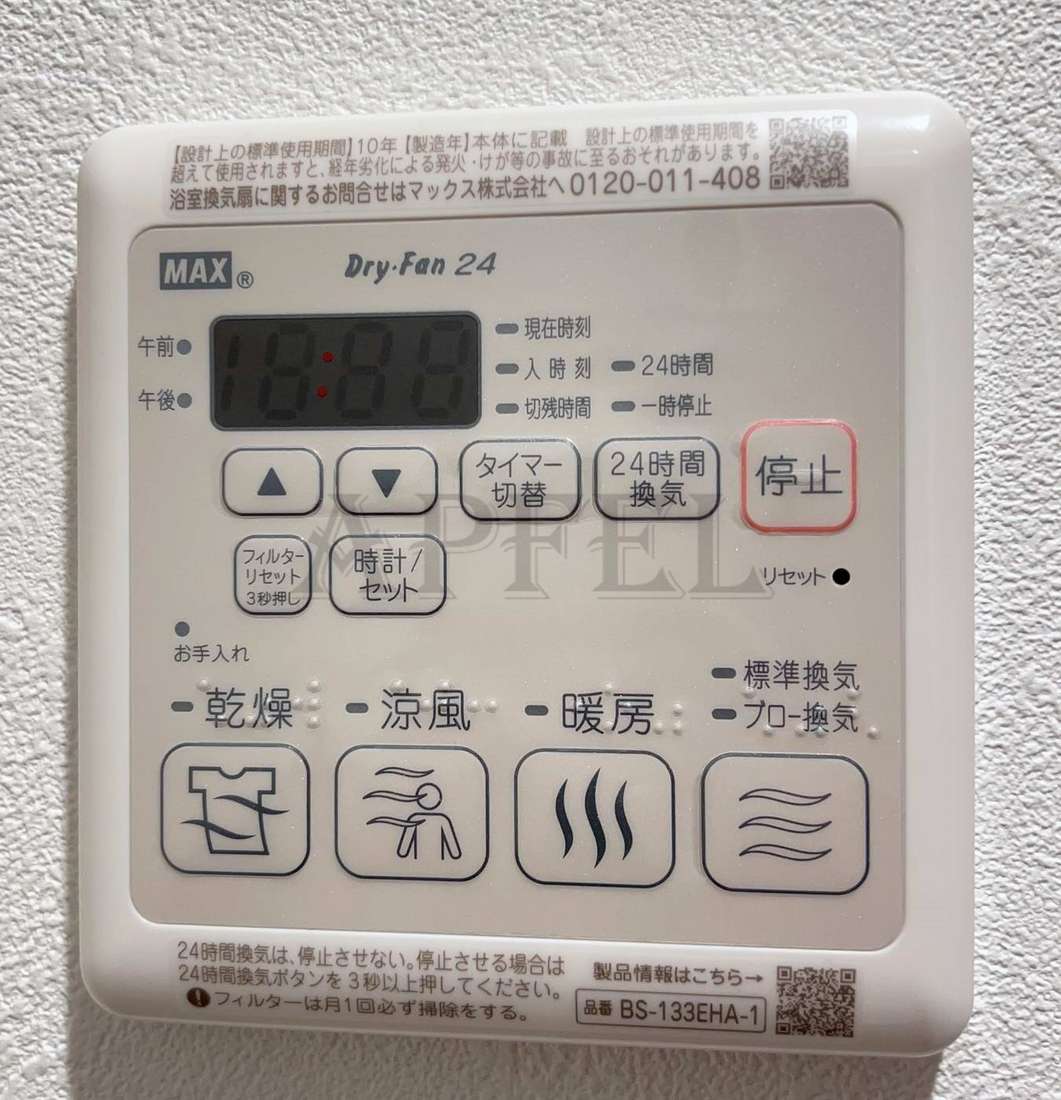 【設計上の標準使用期間】10年【製造年】本体に記載 設計上の標準使用期間を
超えて使用されますと、経年劣化による発火・けが等の事故に至るおそれがあります。
浴室換気扇に関するお問合せはマックス株式会社へ0120-011-408
MAX®
Dry・Fan 24
午前
午後
18:88
現在時刻
入時刻
切残時間
24時間
一時停止
▲
▼
タイマー
切替
24時間
換気
停止
フィルター
リセット
3秒押し
時計/
セット
リセット
APFEL
お手入れ
乾燥
涼風
暖房
標準換気
ブロー換気
24時間換気は、停止させない。停止させる場合は
24時間換気ボタンを3秒以上押してください。
フィルターは月1回必ず掃除をする。
製品情報はこちら→
品番 BS-133EHA-1